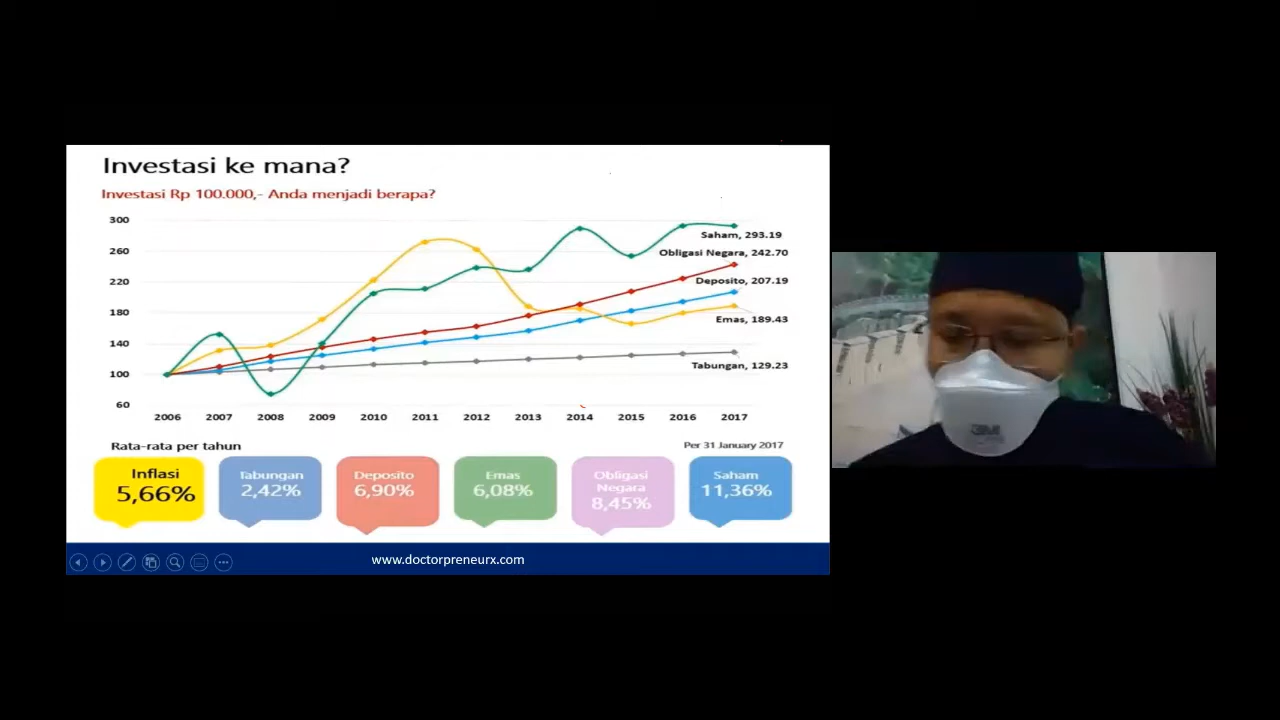 Investasi ke mana?
Investasi Rp 100.000,- Anda menjadi berapa?
300
260
220
180
140
100
60
Saham, 293.19
Obligasi Negara, 242.70
Deposito, 207.19
Emas, 189.43
Tabungan, 129.23
2006 2007 2008 2009 2010 2011 2012 2013 2014 2015 2016 2017
Rata-rata per tahun
Per 31 January 2017
Inflasi
5,66%
Tabungan
2,42%
Deposito
6,90%
Emas
6,08%
Obligasi
Negara
8,45%
Saham
11,36%
www.doctorpreneurx.com
3M